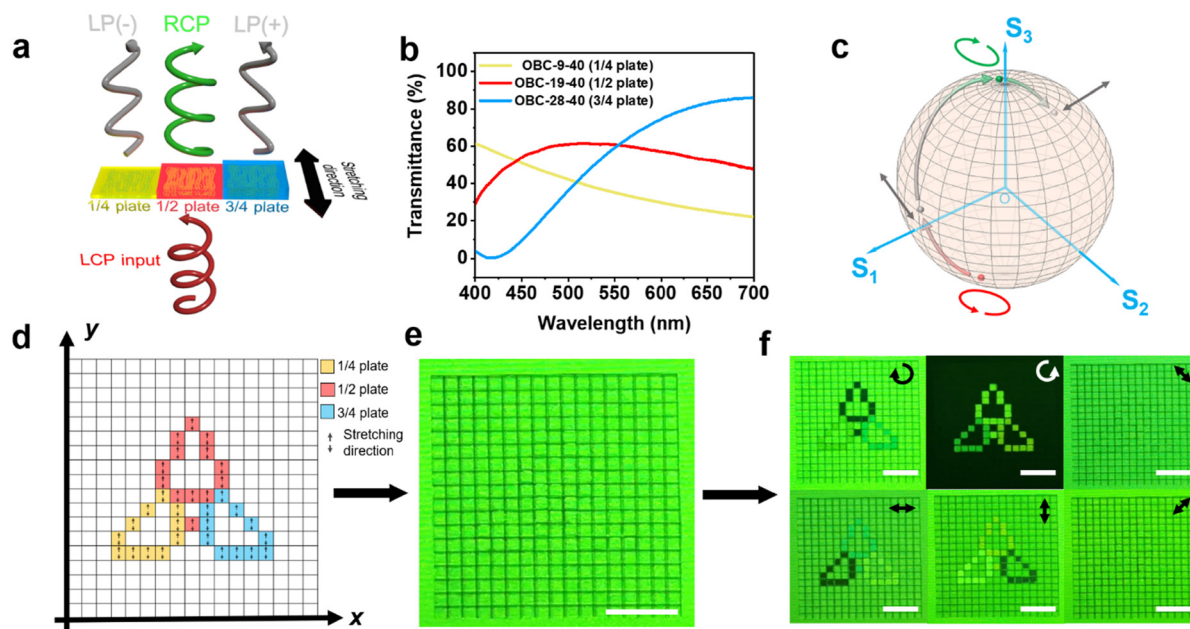 a
LP(-)
RCP
LP(+)
1/4 plate
1/2 plate
3/4 plate
Stretching
direction
LCP input
b
Transmittance (%)
100
80
60
40
20
0
OBC-9-40 (1/4 plate)
OBC-19-40 (1/2 plate)
OBC-28-40 (3/4 plate)
400
450
500
550
600
650
700
Wavelength (nm)
c
S₃
O
S₁
S₂
d
y
1/4 plate
1/2 plate
3/4 plate
Stretching
direction
x
e
f